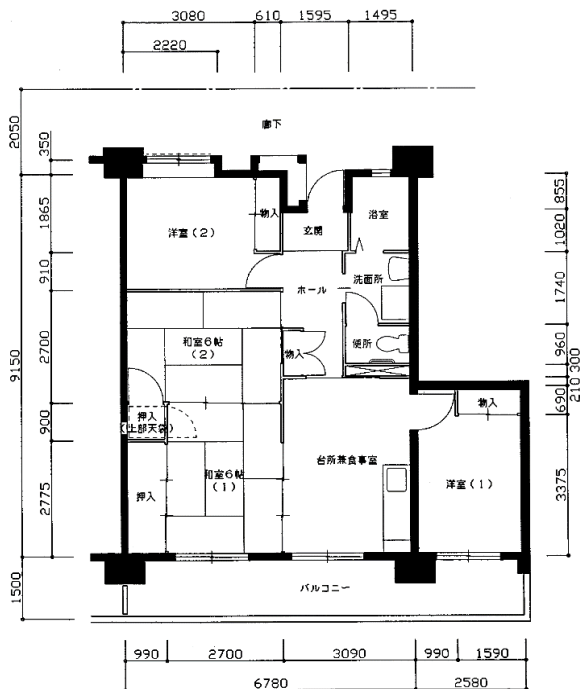 3080 610 1595 1495
2220
2050
350
1865
910
2700
9150
900
2775
1500
廊下
855
1020
1740
960
300
210
690
3375
物入
浴室
洋室(2)
玄関
洗面所
ホール
和室6帖
(2)
物入
便所
押入
(上部天袋)
物入
台所兼食事室
和室6帖
(1)
押入
洋室(1)
バルコニー
990 2700 3090 990 1590
6780 2580